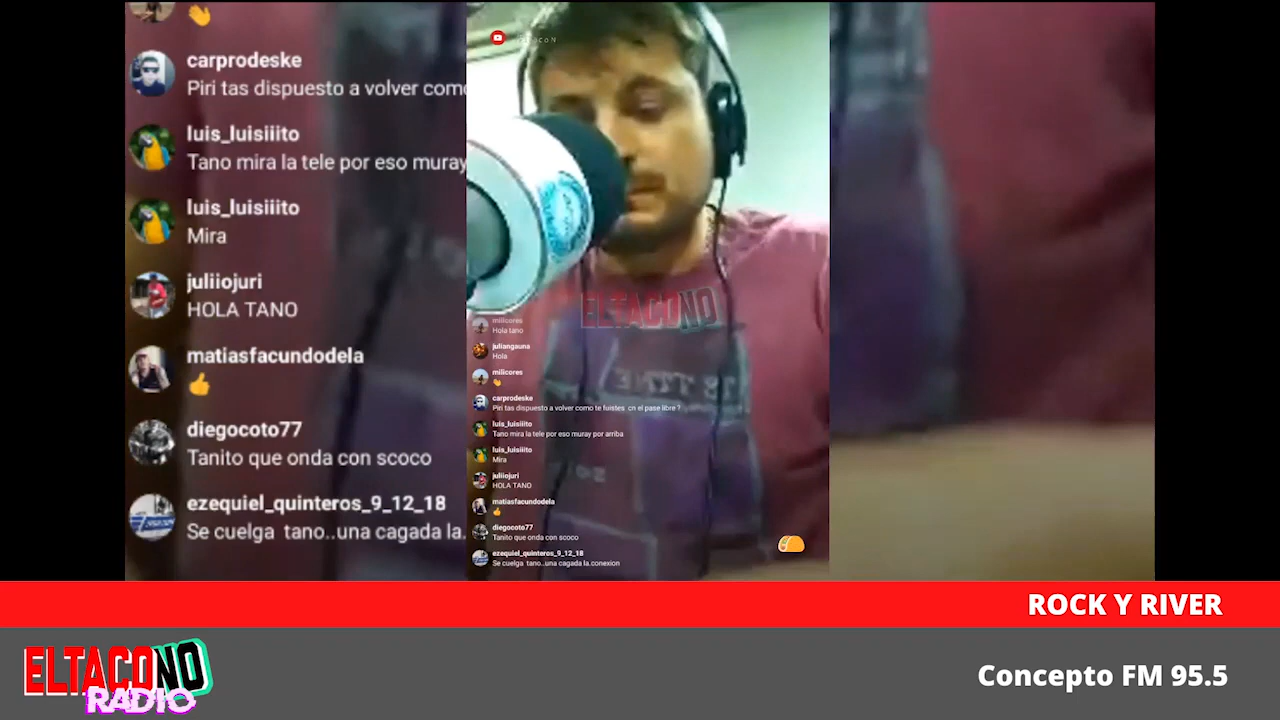 carprodeske
Piri tas dispuesto a volver como
luis_luisiiito
Tano mira la tele por eso muray
luis_luisiiito
Mira
juliiojuri
HOLA TANO
matiasfacundodela
diegocoto77
Tanito que onda con scoco
ezequiel_quinteros_9_12_18
Se cuelga tano..una cagada la.
ELTACONO
milicores
Hola tano
juliangauna
Hola
milicores
carprodeske
Piri tas dispuesto a volver como te fuistes cn el pase libre ?
luis_luisiiito
Tano mira la tele por eso muray por arriba
luis_luisiiito
Mira
juliiojuri
HOLA TANO
matiasfacundodela
diegocoto77
Tanito que onda con scoco
ezequiel_quinteros_9_12_18
Se cuelga tano..una cagada la.conexion
ROCK Y RIVER
ELTACONO
RADIO
Concepto FM 95.5